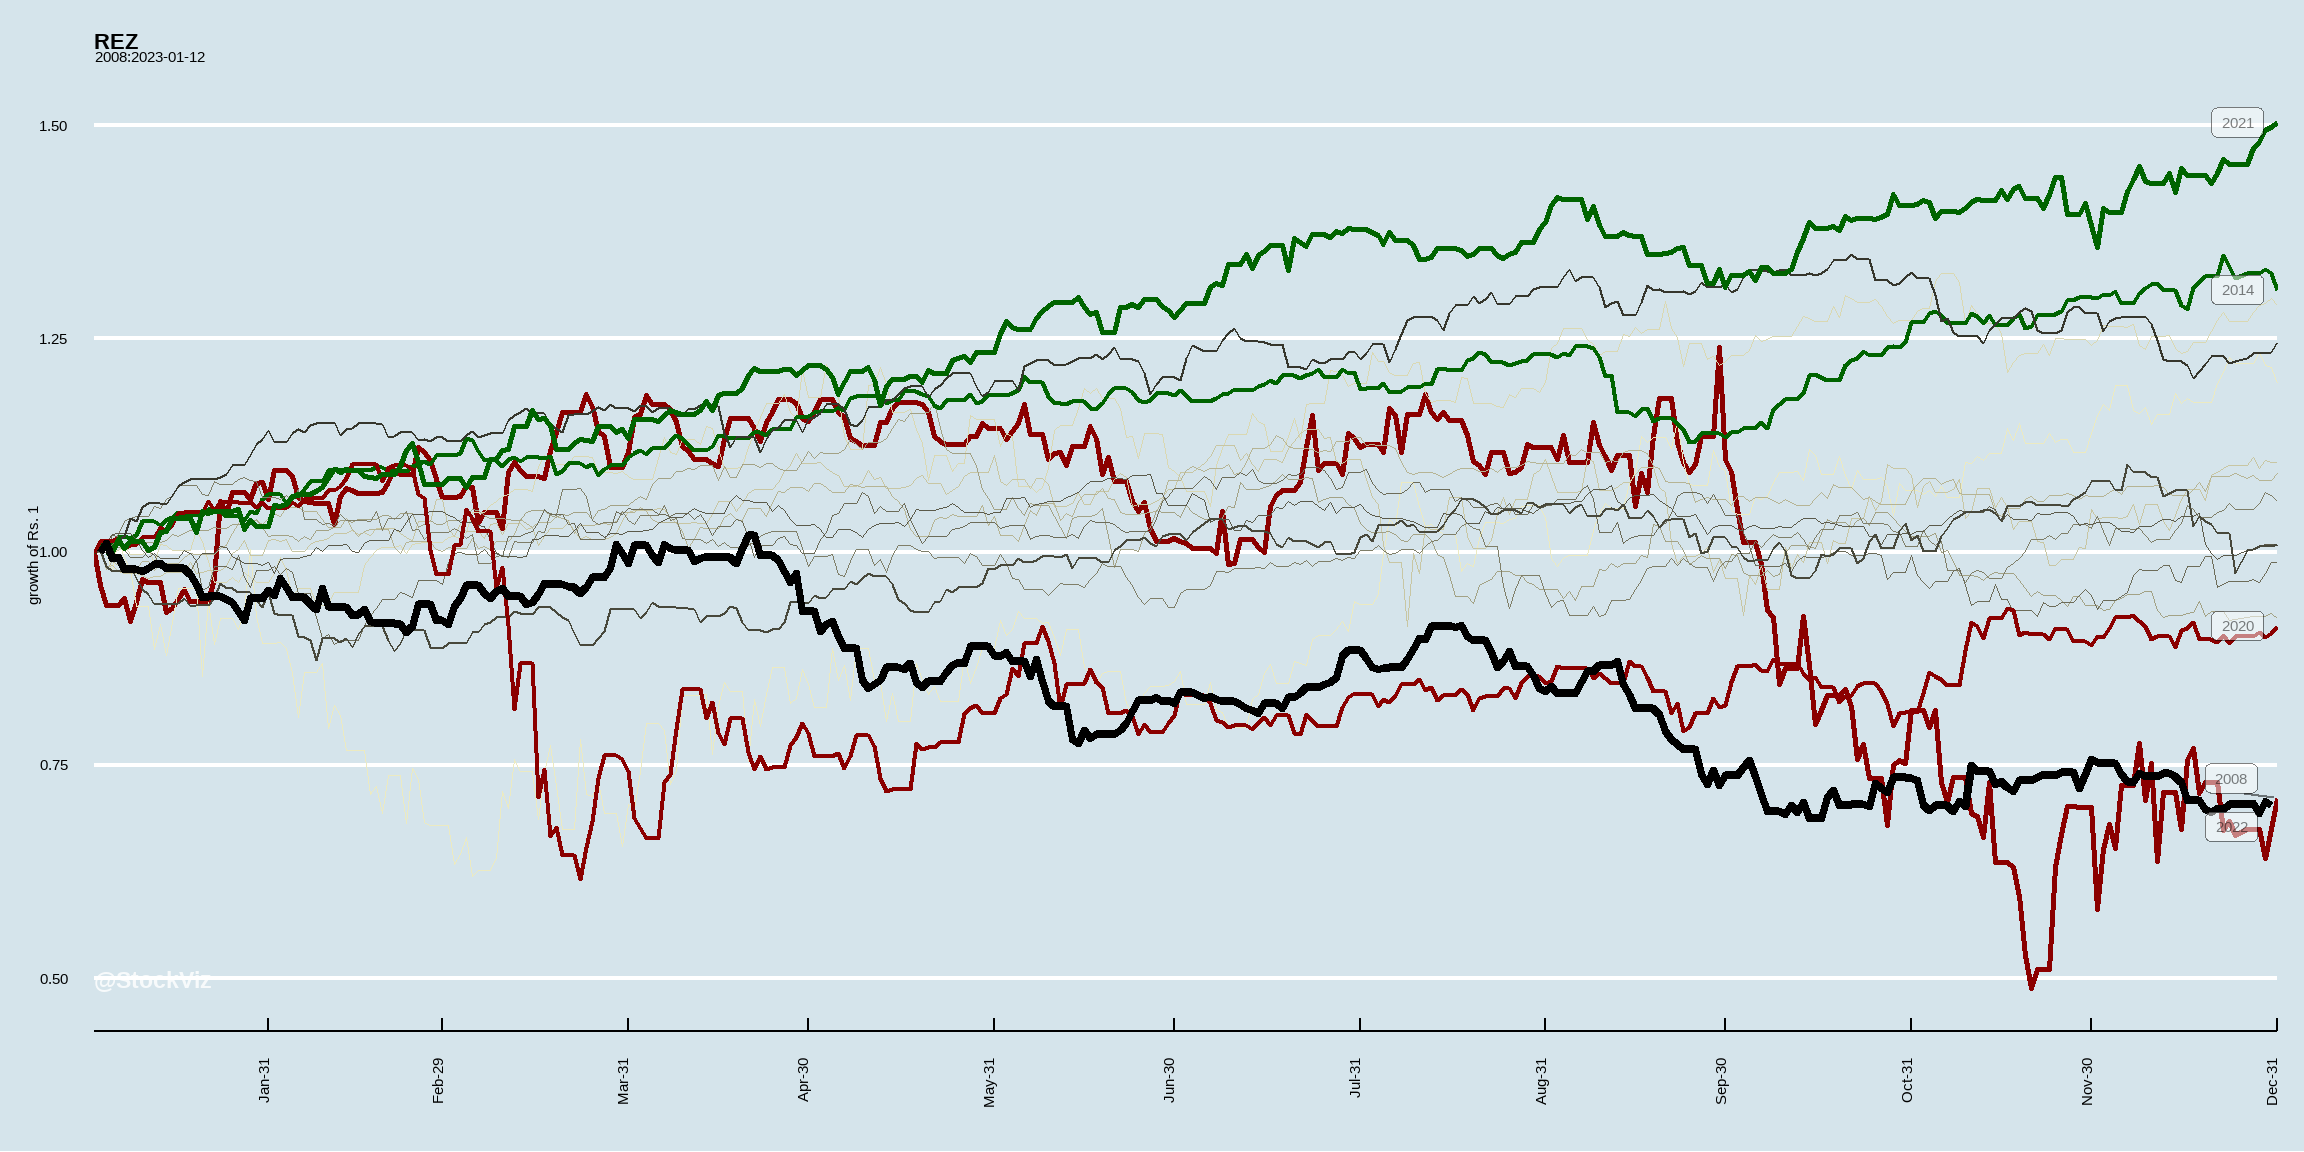 REZ
2008:2023-01-12
1.50
1.25
1.00
0.75
0.50
growth of Rs. 1
2021
2014
2020
2008
2022
@StockViz
Jan-31
Feb-29
Mar-31
Apr-30
May-31
Jun-30
Jul-31
Aug-31
Sep-30
Oct-31
Nov-30
Dec-31